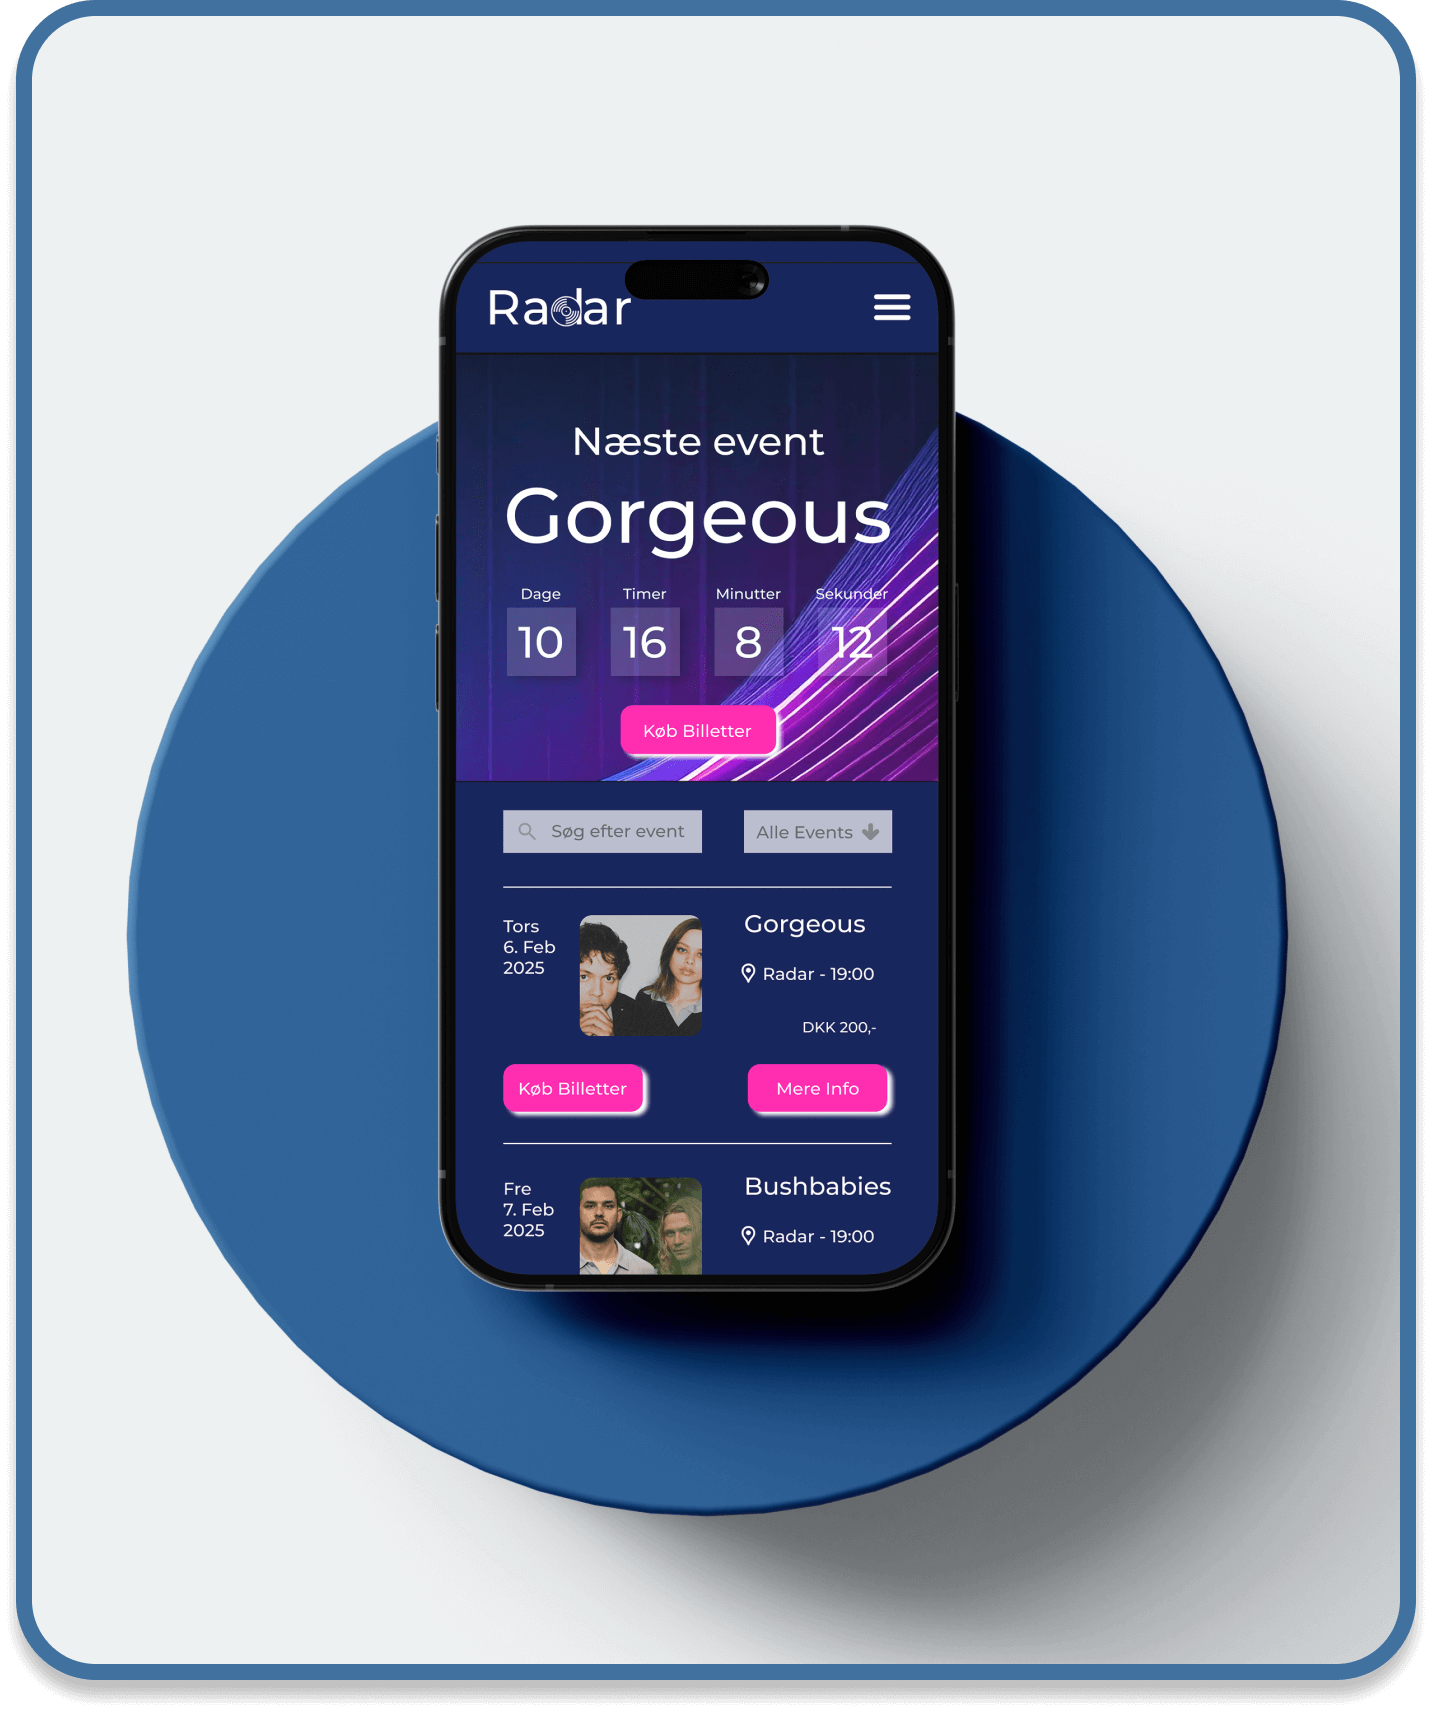 Radar
Næste event
Gorgeous
Dage Timer Minutter Sekunder
10 16 8 12
Køb Billetter
Søg efter event Alle Events
Tors
6. Feb
2025
Gorgeous
Radar - 19:00
DKK 200,-
Køb Billetter Mere Info
Fre
7. Feb
2025
Bushbabies
Radar - 19:00